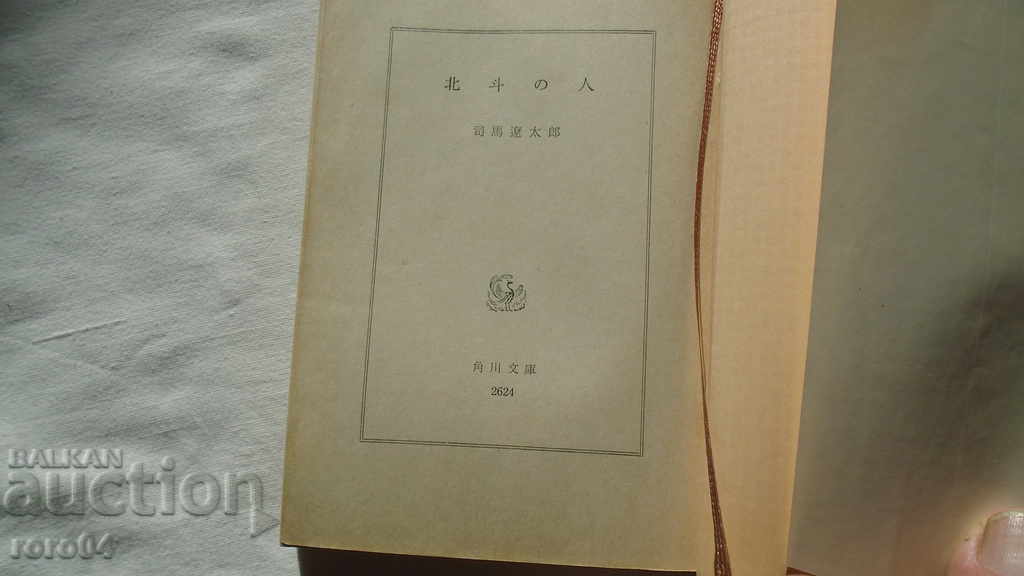 北斗の人
司馬遼太郎
角川文庫
2624
BALKAN
auction
roro04